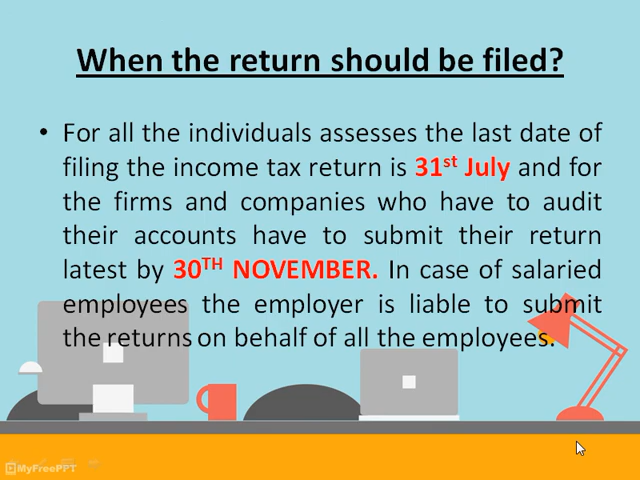 When the return should be filed?
• For all the individuals assesses the last date of
filing the income tax return is 31st July and for
the firms and companies who have to audit
their accounts have to submit their return
latest by 30TH NOVEMBER. In case of salaried
employees the employer is liable to submit
the returns on behalf of all the employees.
MyFreePPT